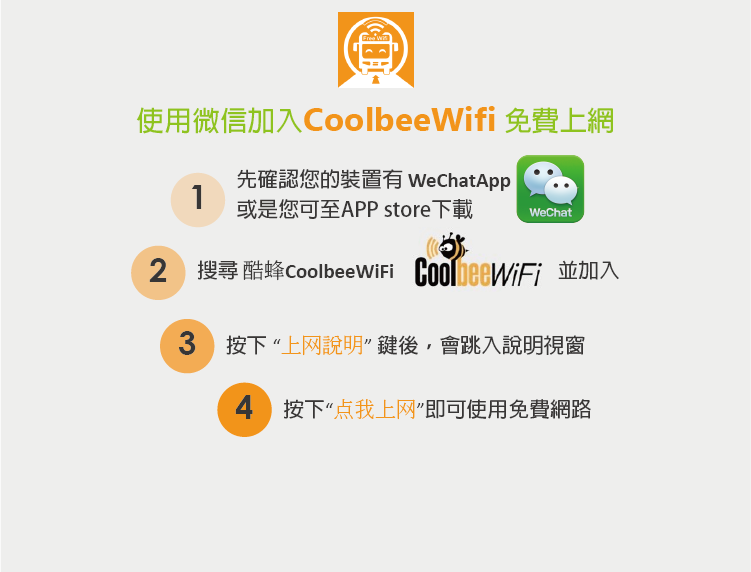 Free Wifi
使用微信加入CoolbeeWifi 免費上網
1
先確認您的裝置有 WeChatApp
或是您可至APP store下載
WeChat
2
搜尋 酷蜂CoolbeeWiFi CoolbeeWiFi 並加入
3
按下 “上网說明” 鍵後，會跳入說明視窗
4
按下“点我上网”即可使用免費網路